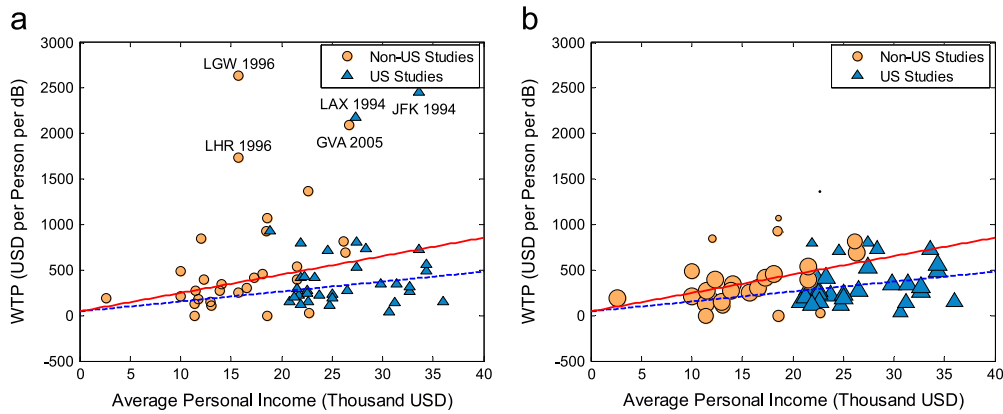 a
3000
2500
2000
1500
1000
500
0
-500
WTP (USD per Person per dB)
0 5 10 15 20 25 30 35 40
Average Personal Income (Thousand USD)
Non-US Studies
US Studies
LGW 1996
LAX 1994
JFK 1994
GVA 2005
LHR 1996
b
3000
2500
2000
1500
1000
500
0
-500
WTP (USD per Person per dB)
0 5 10 15 20 25 30 35 40
Average Personal Income (Thousand USD)
Non-US Studies
US Studies